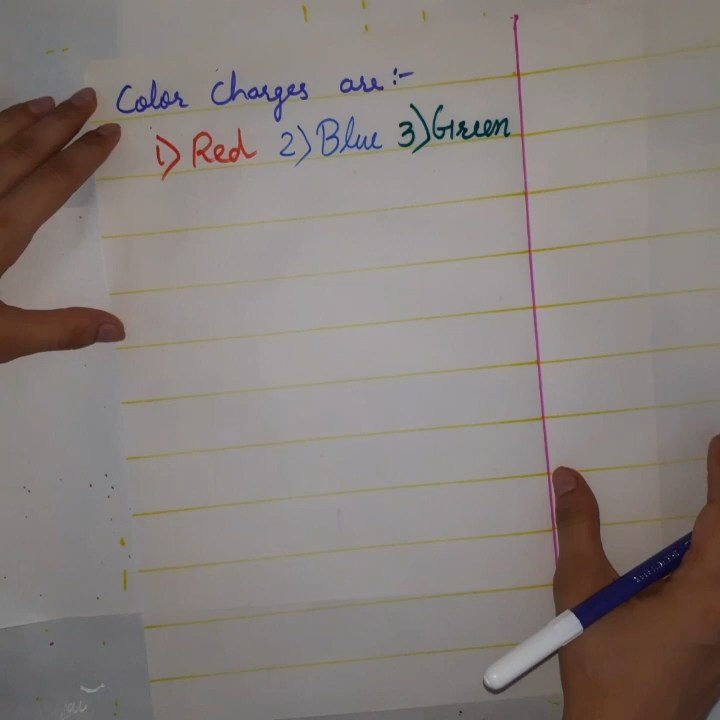 Color Charges are:-
1) Red 2) Blue 3) Green